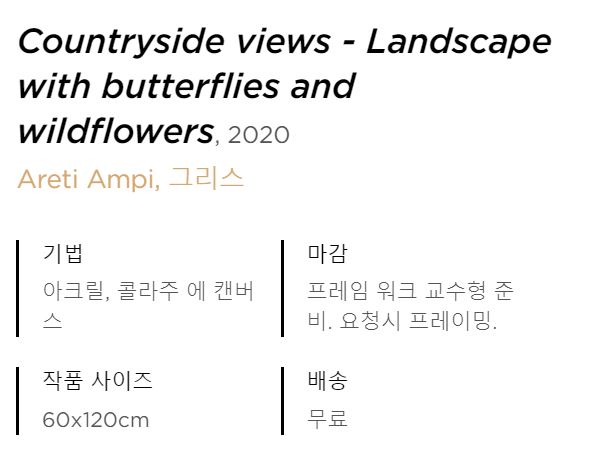 Countryside views - Landscape
with butterflies and
wildflowers, 2020
Areti Ampi, 그리스
기법
아크릴, 콜라주 에 캔버
스
마감
프레임 워크 교수형 준
비. 요청시 프레이밍.
작품 사이즈
60x120cm
배송
무료